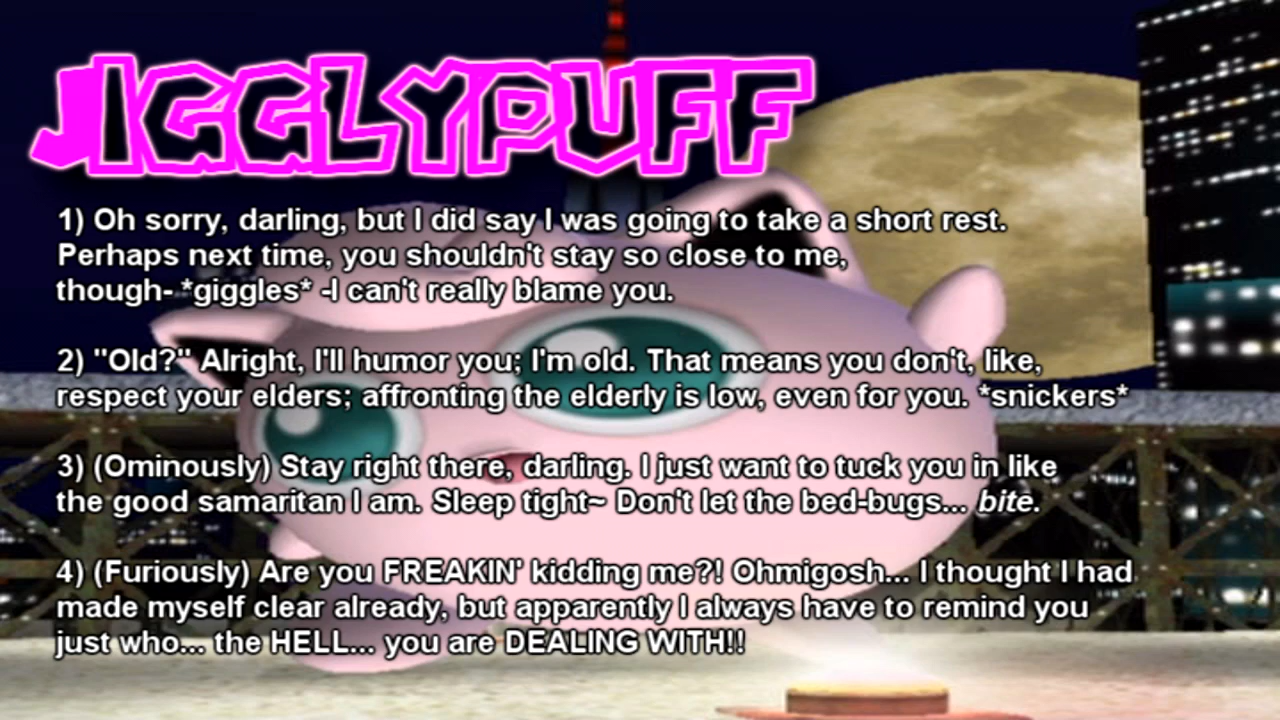 JIGGLYPUFF
1) Oh sorry, darling, but I did say I was going to take a short rest.
Perhaps next time, you shouldn't stay so close to me,
though- *giggles* -I can't really blame you.
2) "Old?" Alright, I'll humor you; I'm old. That means you don't, like,
respect your elders; affronting the elderly is low, even for you. *snickers*
3) (Ominously) Stay right there, darling. I just want to tuck you in like
the good samaritan I am. Sleep tight~ Don't let the bed-bugs... bite.
4) (Furiously) Are you FREAKIN' kidding me?! Ohmigosh... I thought I had
made myself clear already, but apparently I always have to remind you
just who... the HELL... you are DEALING WITH!!